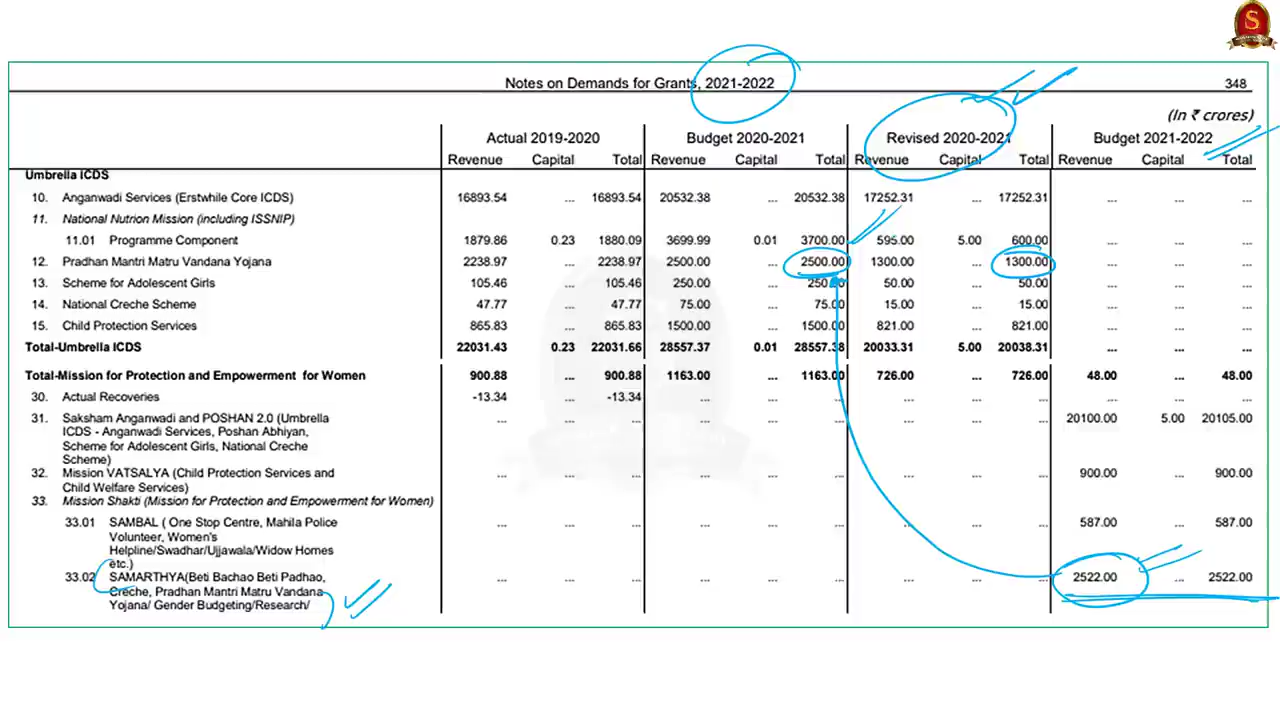 S
Notes on Demands for Grants, 2021-2022 348
(In ₹ crores)
Actual 2019-2020 Budget 2020-2021 Revised 2020-2021 Budget 2021-2022
Revenue Capital Total Revenue Capital Total Revenue Capital Total Revenue Capital Total
Umbrella ICDS
10. Anganwadi Services (Erstwhile Core ICDS) 16893.54 ... 16893.54 20532.38 ... 20532.38 17252.31 ... 17252.31 ... ... ...
11. National Nutrion Mission (including ISSNIP)
11.01 Programme Component 1879.86 0.23 1880.09 3699.99 0.01 3700.00 595.00 5.00 600.00 ... ... ...
12. Pradhan Mantri Matru Vandana Yojana 2238.97 ... 2238.97 2500.00 ... 2500.00 1300.00 ... 1300.00 ... ... ...
13. Scheme for Adolescent Girls 105.46 ... 105.46 250.00 ... 250.00 50.00 ... 50.00 ... ... ...
14. National Creche Scheme 47.77 ... 47.77 75.00 ... 75.00 15.00 ... 15.00 ... ... ...
15. Child Protection Services 865.83 ... 865.83 1500.00 ... 1500.00 821.00 ... 821.00 ... ... ...
Total-Umbrella ICDS 22031.43 0.23 22031.66 28557.37 0.01 28557.38 20033.31 5.00 20038.31 ... ... ...
Total-Mission for Protection and Empowerment for Women 900.88 ... 900.88 1163.00 ... 1163.00 726.00 ... 726.00 48.00 ... 48.00
30. Actual Recoveries -13.34 ... -13.34 ... ... ... ... ... ... ... ... ...
31. Saksham Anganwadi and POSHAN 2.0 (Umbrella ... ... ... ... ... ... ... ... ... 20100.00 5.00 20105.00
ICDS - Anganwadi Services, Poshan Abhiyan,
Scheme for Adolescent Girls, National Creche
Scheme)
32. Mission VATSALYA (Child Protection Services and ... ... ... ... ... ... ... ... ... 900.00 ... 900.00
Child Welfare Services)
33. Mission Shakti (Mission for Protection and Empowerment for Women)
33.01 SAMBAL ( One Stop Centre, Mahila Police ... ... ... ... ... ... ... ... ... 587.00 ... 587.00
Volunteer, Women's
Helpline/Swadhar/Ujjawala/Widow Homes
etc.)
33.02 SAMARTHYA(Beti Bachao Beti Padhao, ... ... ... ... ... ... ... ... ... 2522.00 ... 2522.00
Creche, Pradhan Mantri Matru Vandana
Yojana/ Gender Budgeting/Research/